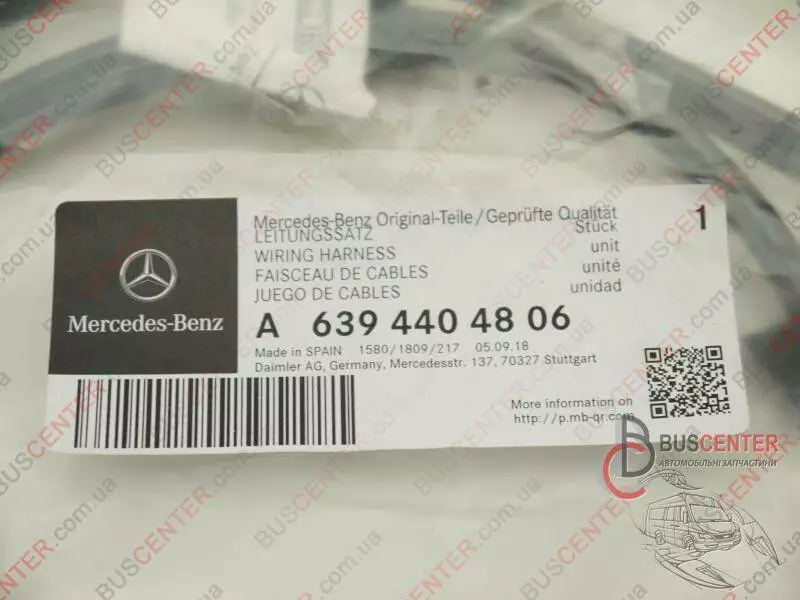 Mercedes-Benz Original-Teile/Geprüfte Qualität
LEITUNGSSATZ Stück 1
WIRING HARNESS unit
FAISCEAU DE CABLES unité
JUEGO DE CABLES unidad
Mercedes-Benz
A 639 440 48 06
Made in SPAIN 1580/1809/217 05.09.18
Daimler AG, Germany, Mercedesstr. 137, 70327 Stuttgart
More information on
http://p.mb-qr.com
BUSCENTER
АВТОМОБІЛЬНІ ЗАПЧАСТИНИ
BUSCENTER.com.ua